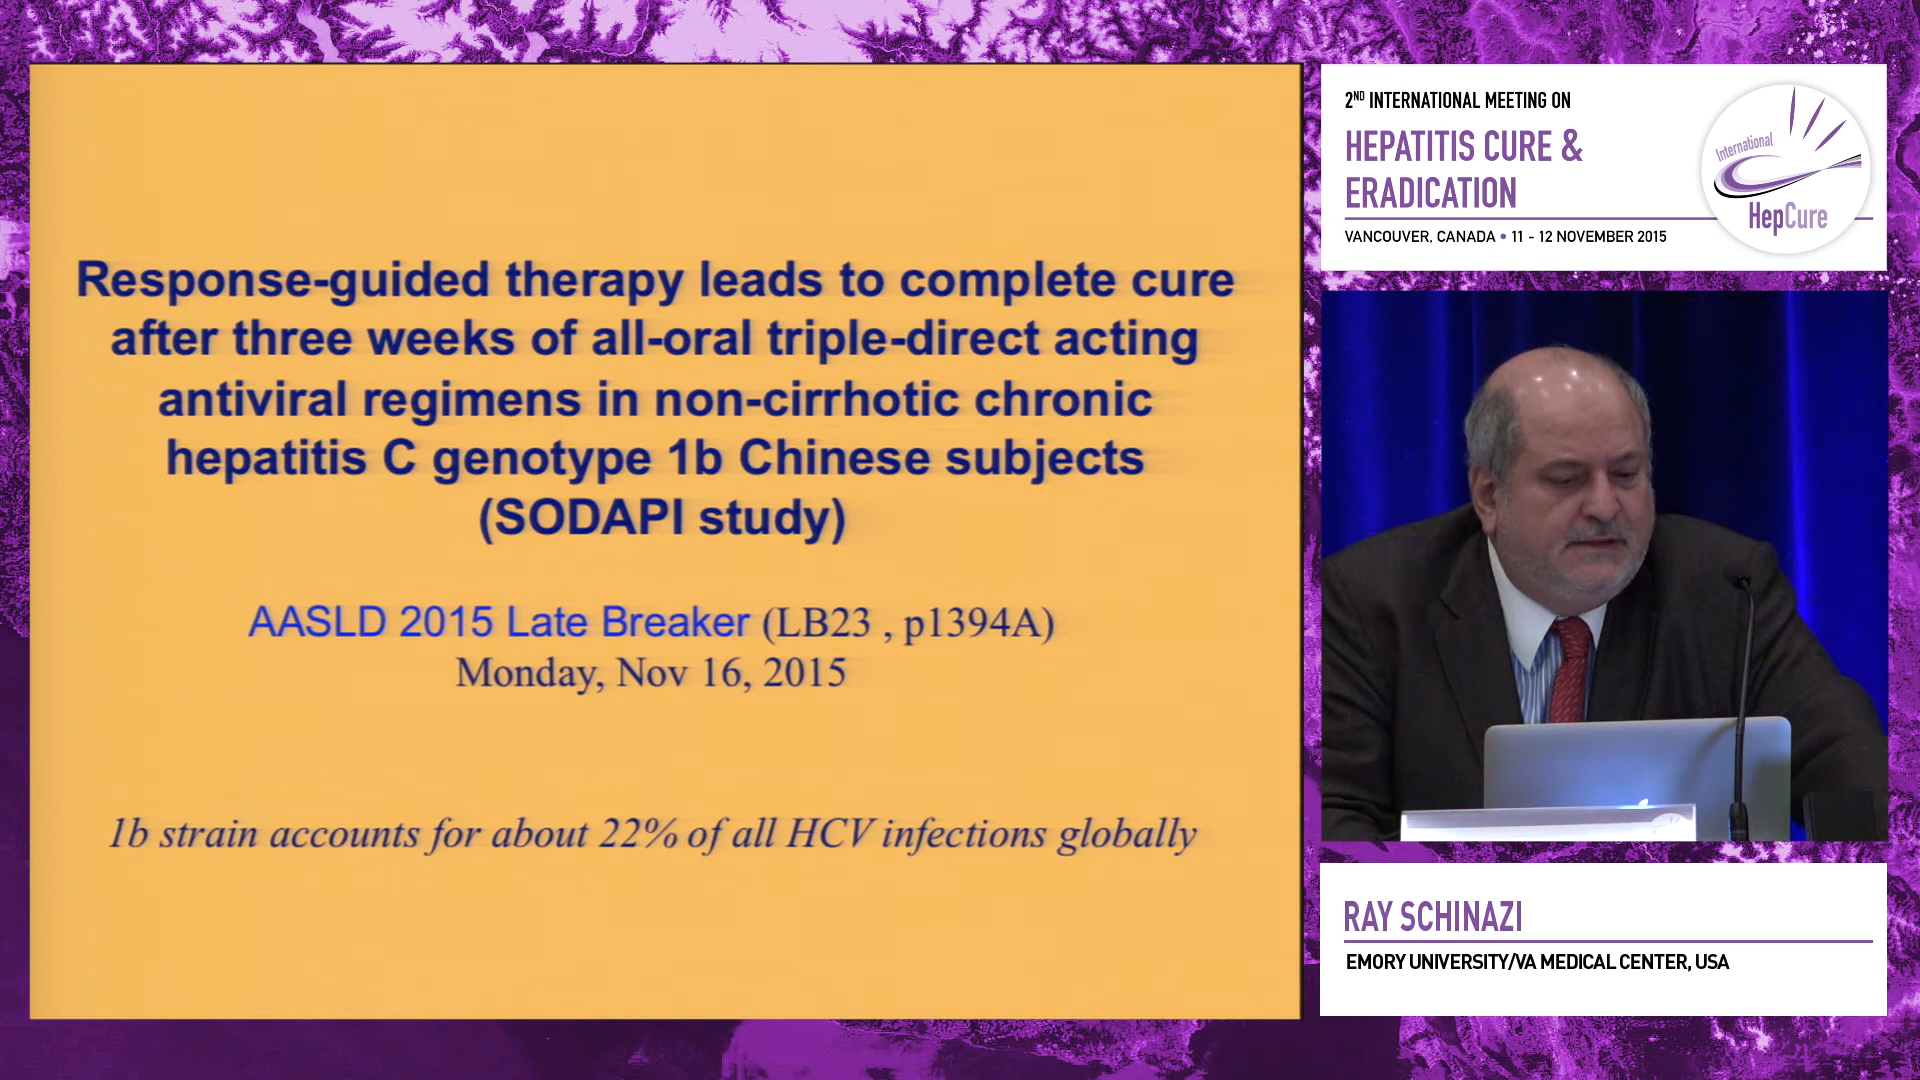 Response-guided therapy leads to complete cure
after three weeks of all-oral triple-direct acting
antiviral regimens in non-cirrhotic chronic
hepatitis C genotype 1b Chinese subjects
(SODAPI study)
AASLD 2015 Late Breaker (LB23 , p1394A)
Monday, Nov 16, 2015
1b strain accounts for about 22% of all HCV infections globally
2ND INTERNATIONAL MEETING ON
HEPATITIS CURE &
ERADICATION
VANCOUVER, CANADA • 11 - 12 NOVEMBER 2015
International
HepCure
RAY SCHINAZI
EMORY UNIVERSITY/VA MEDICAL CENTER, USA